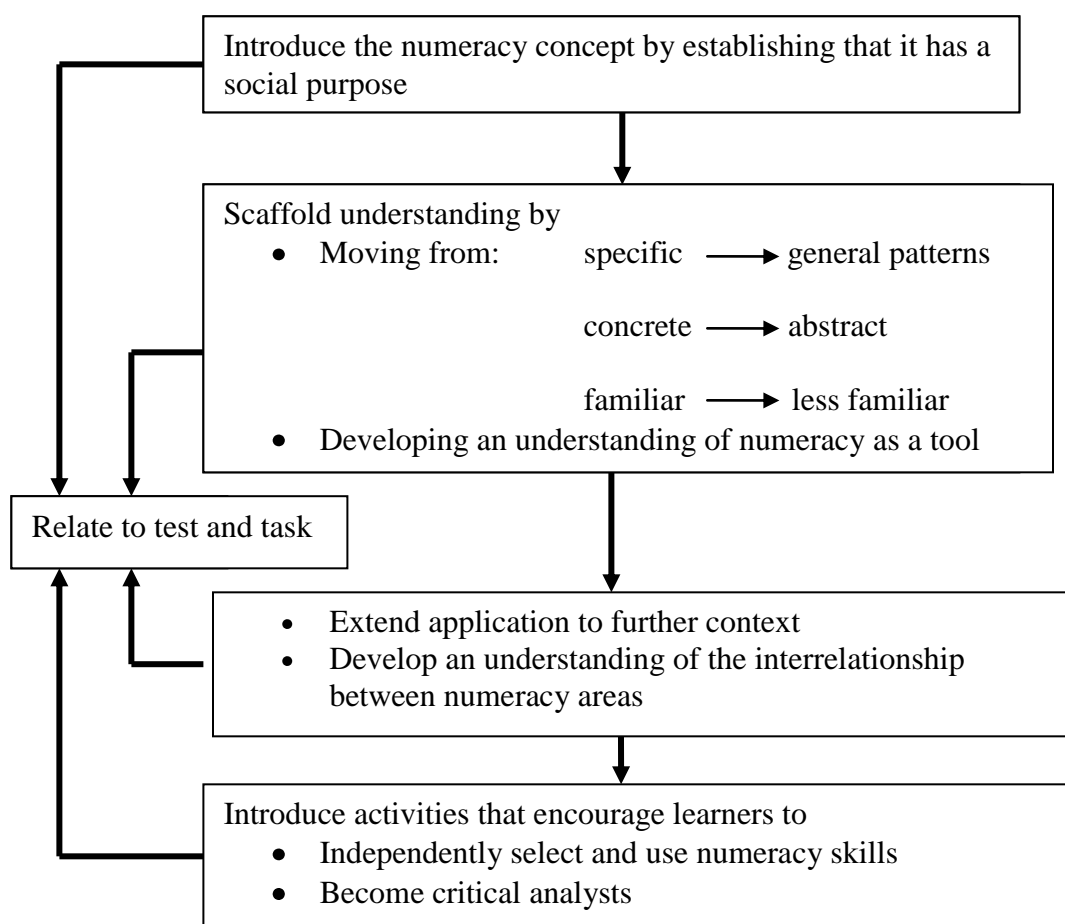 Introduce the numeracy concept by establishing that it has a
social purpose
Scaffold understanding by
• Moving from: specific → general patterns
concrete → abstract
familiar → less familiar
• Developing an understanding of numeracy as a tool
Relate to test and task
• Extend application to further context
• Develop an understanding of the interrelationship
between numeracy areas
Introduce activities that encourage learners to
• Independently select and use numeracy skills
• Become critical analysts